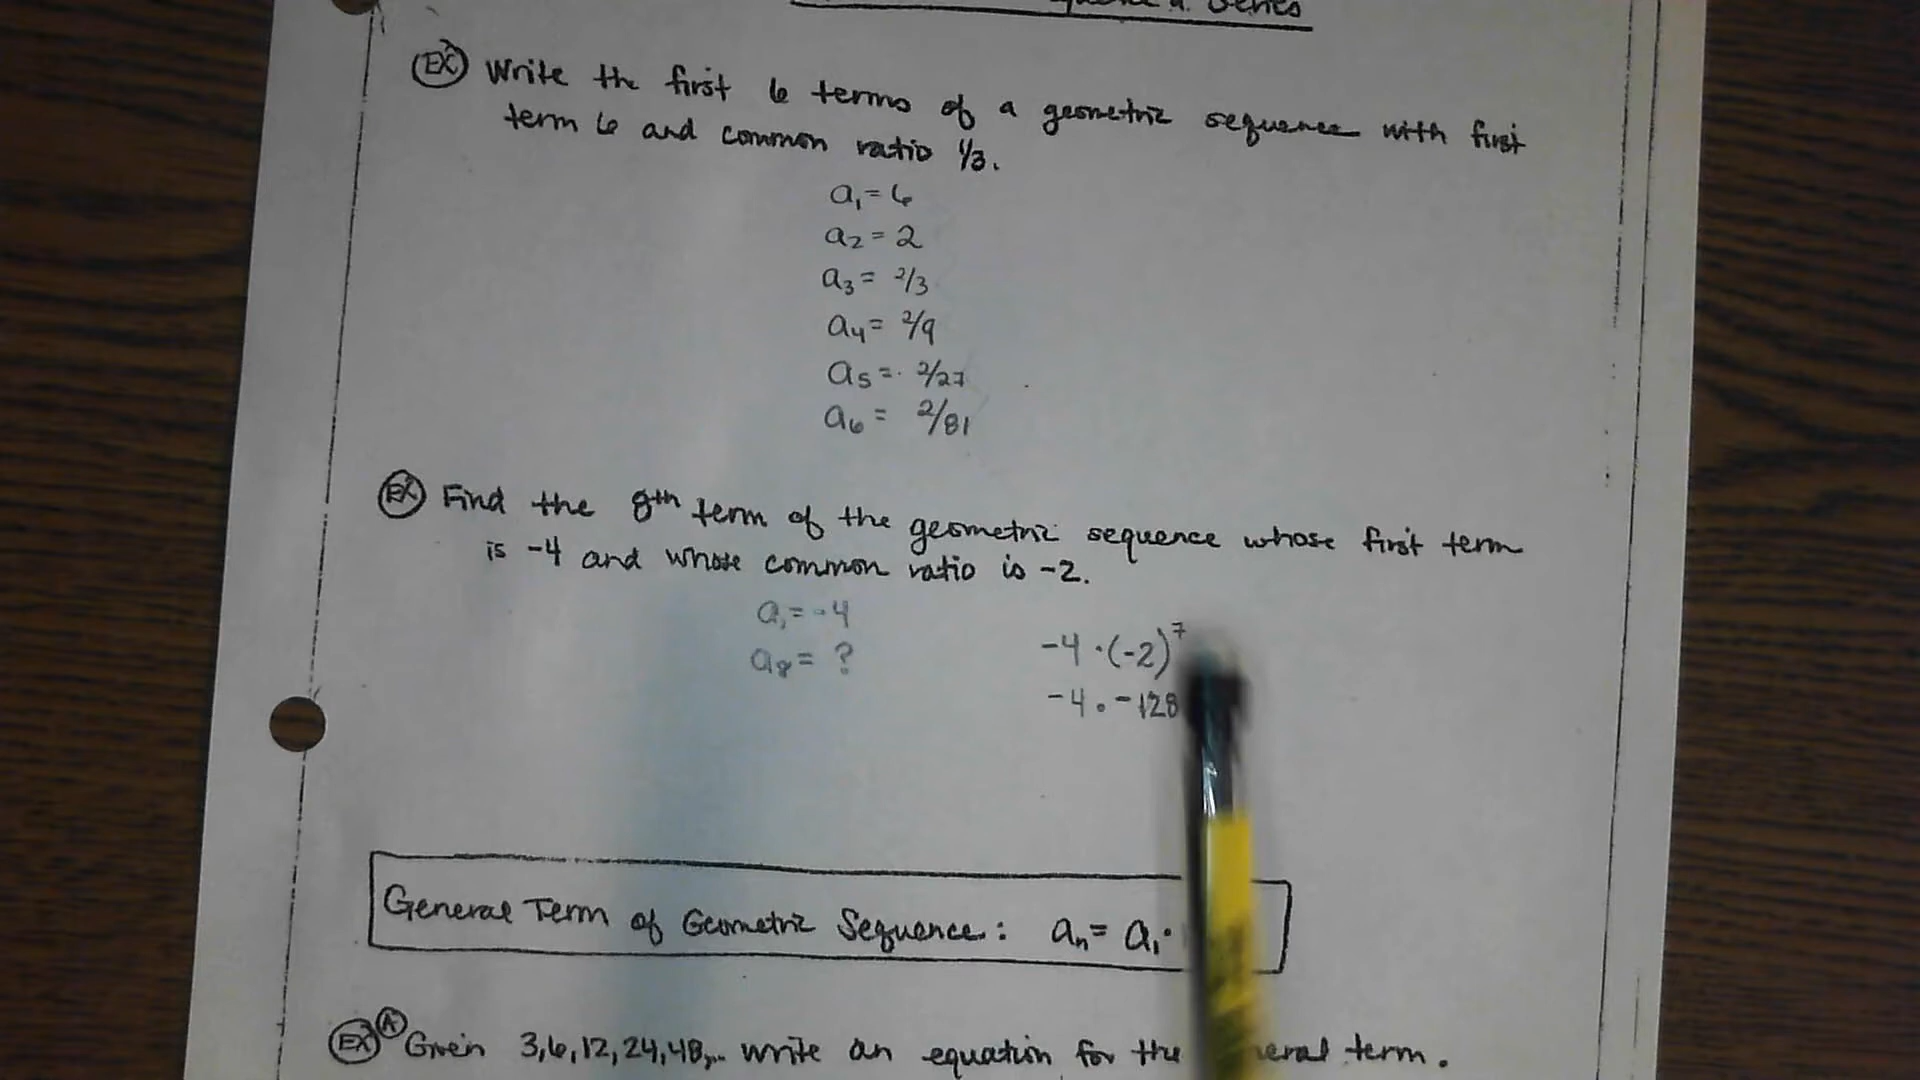 EX Write the first 6 terms of a geometric sequence with first
term 6 and common ratio 1/3.
a₁ = 6
a₂ = 2
a₃ = 2/3
a₄ = 2/9
a₅ = 2/27
a₆ = 2/81
EX Find the 8th term of the geometric sequence whose first term
is -4 and whose common ratio is -2.
a₁ = -4
a₈ = ?
-4 · (-2)⁷
-4 · -128
General Term of Geometric Sequence: aₙ = a₁ ·
EX A Given 3, 6, 12, 24, 48, ... write an equation for the term.